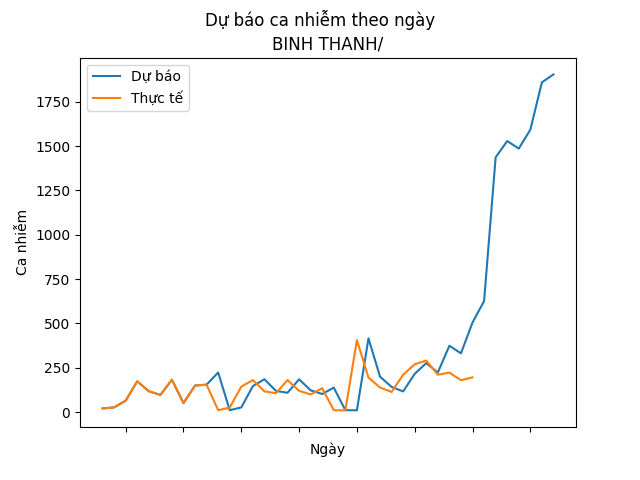 Dự báo ca nhiễm theo ngày
BINH THANH/
Dự báo
Thực tế
1750
1500
1250
1000
750
500
250
0
Ca nhiễm
Ngày